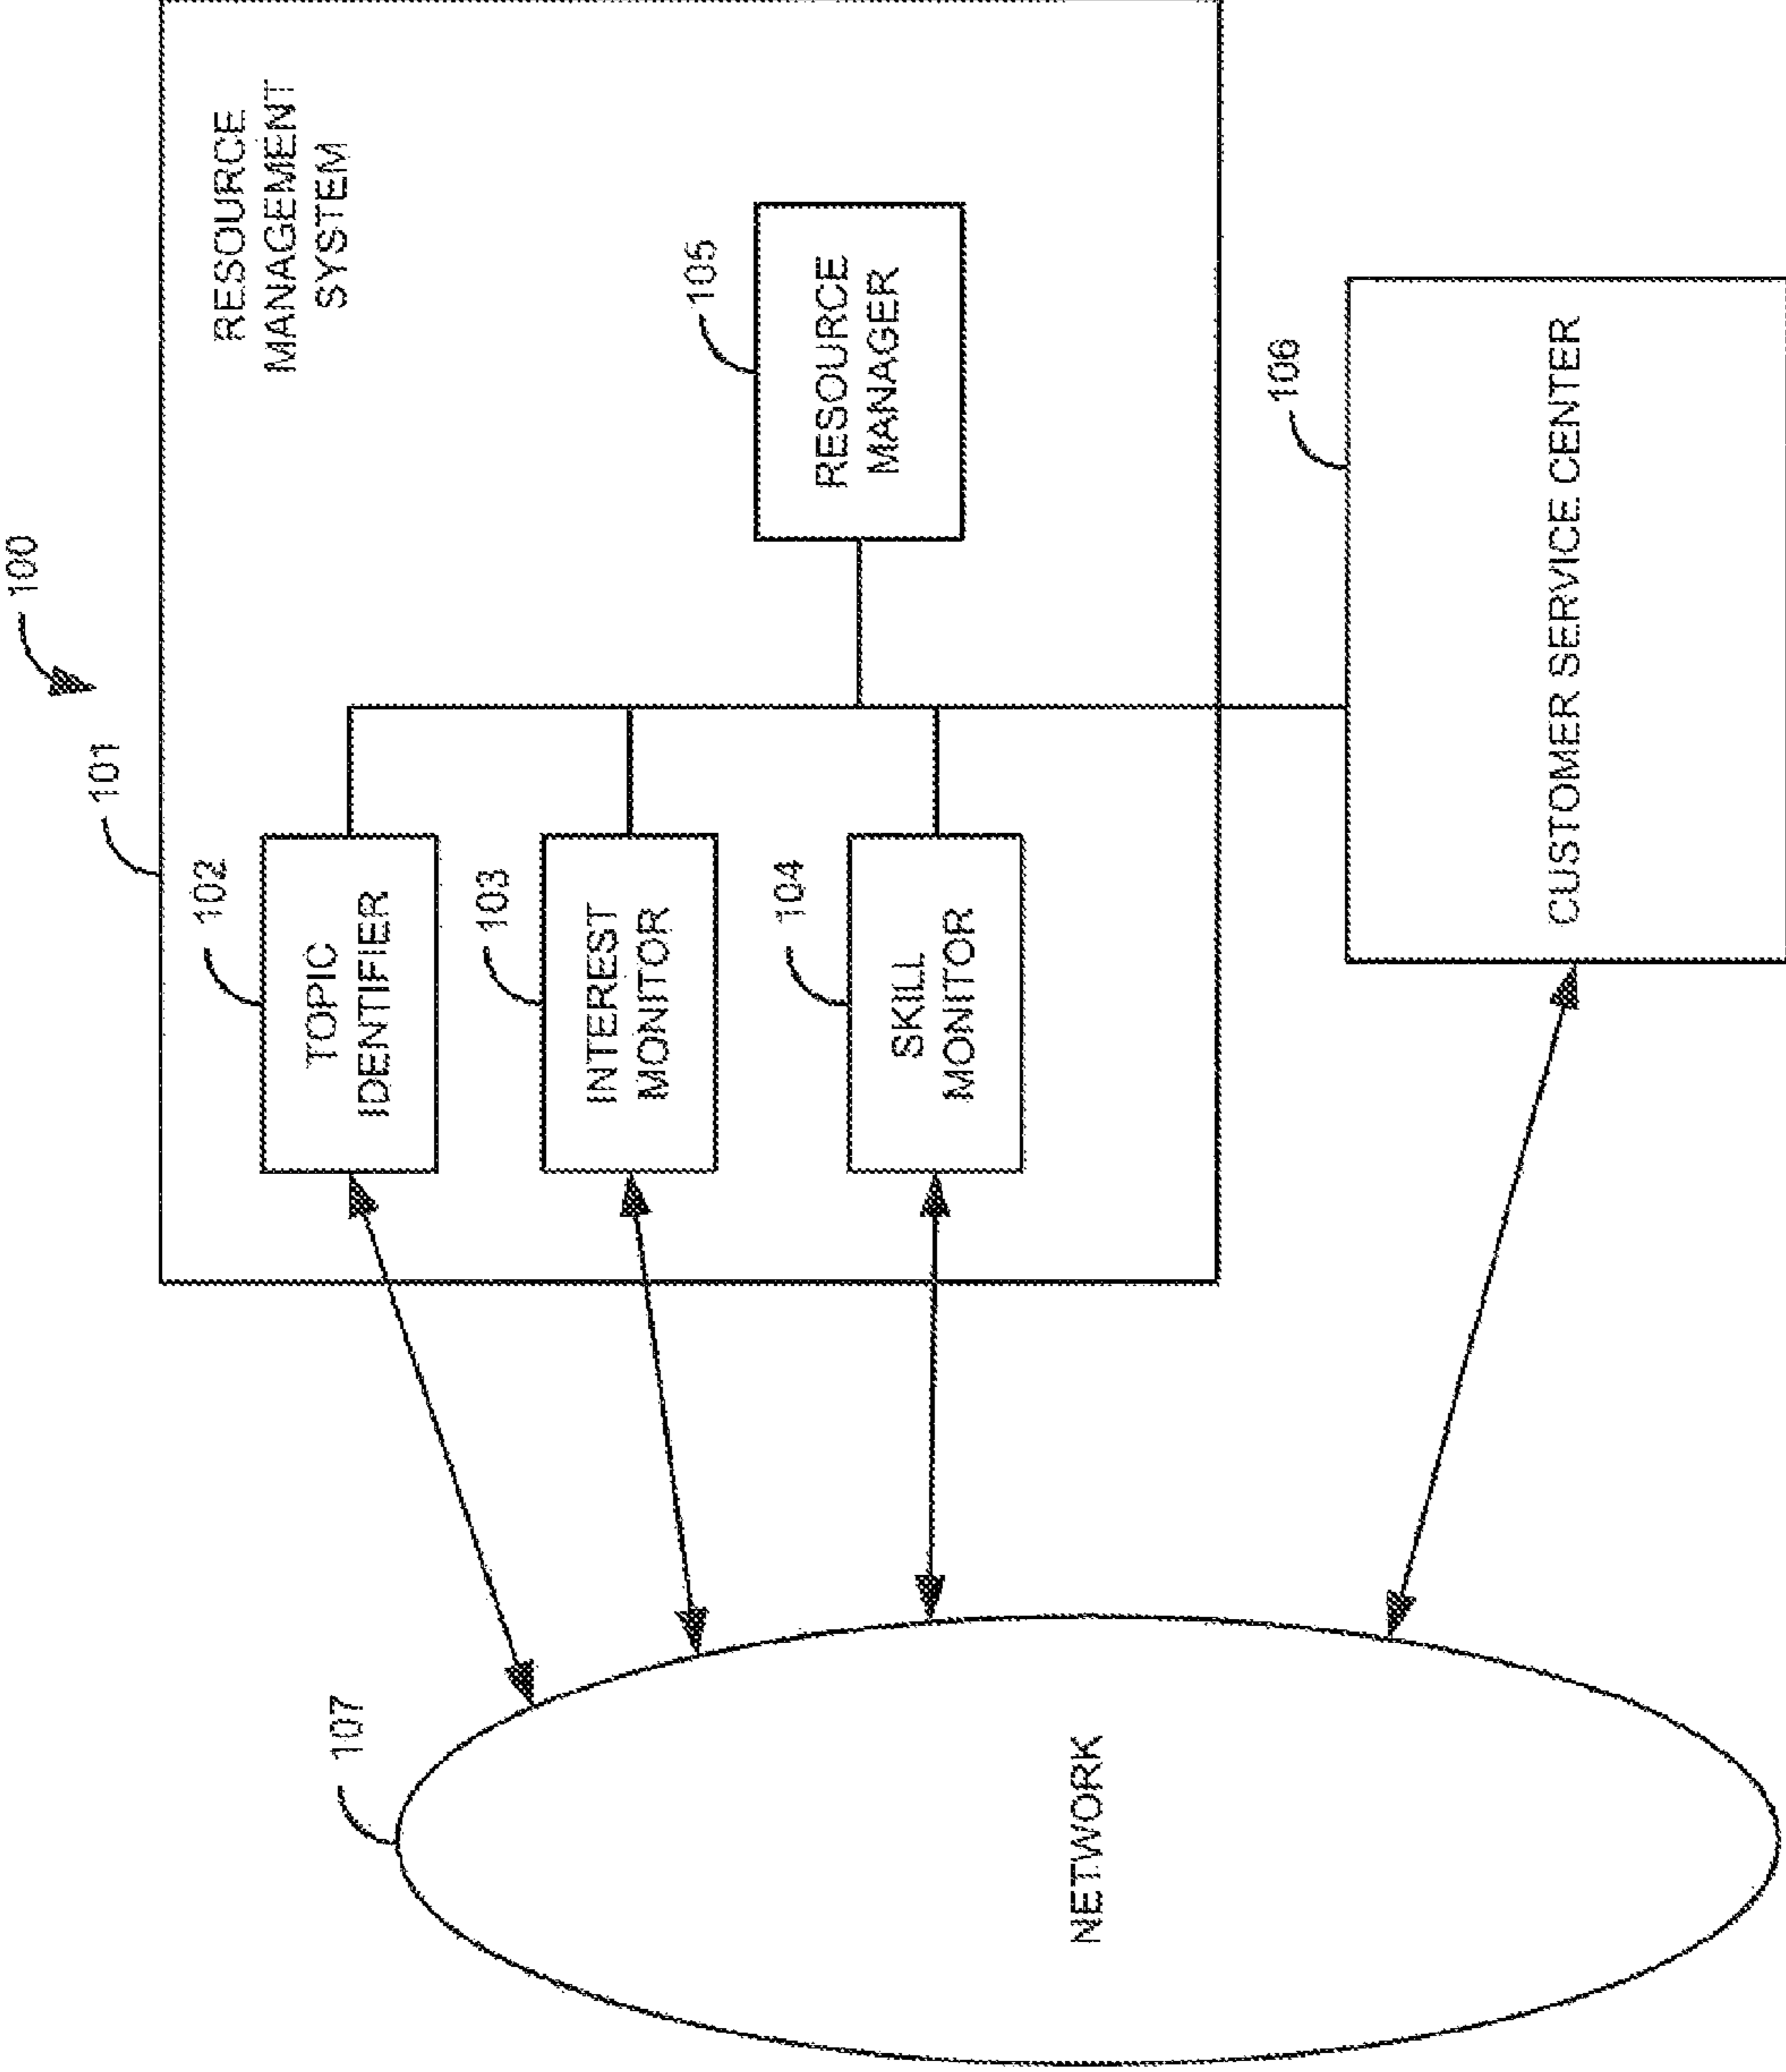 100
101
RESOURCE
MANAGEMENT
SYSTEM
102
TOPIC
IDENTIFIER
103
INTEREST
MONITOR
105
RESOURCE
MANAGER
104
SKILL
MONITOR
107
NETWORK
106
CUSTOMER SERVICE CENTER